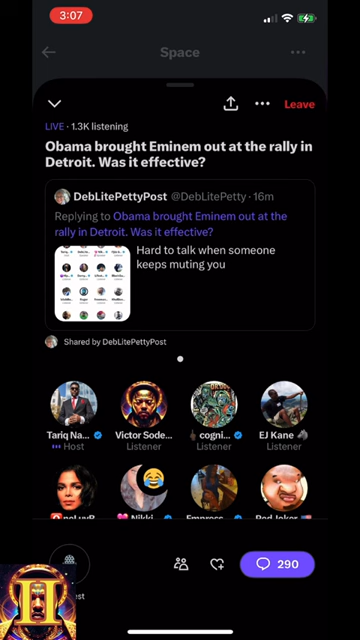 3:07
Space
Leave
LIVE · 1.3K listening
Obama brought Eminem out at the rally in
Detroit. Was it effective?
DebLitePettyPost @DebLitePetty · 16m
Replying to Obama brought Eminem out at the
rally in Detroit. Was it effective?
Hard to talk when someone
keeps muting you
Shared by DebLitePettyPost
Tariq Na... Victor Sode... cogni... EJ Kane
Host Listener Listener Listener
Nikki Empress Red Joker
290